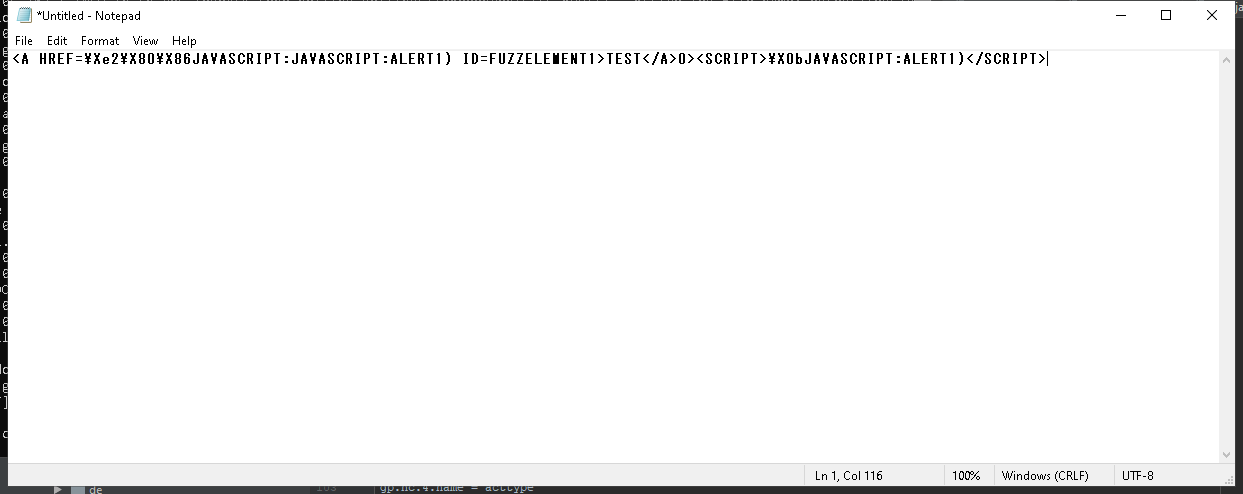 *Untitled - Notepad
File Edit Format View Help
<A HREF=¥Xe2¥X80¥X86JAVASCRIPT:JAVASCRIPT:ALERT1) ID=FUZZELEMENT1>TEST</A>0><SCRIPT>¥X0bJAVASCRIPT:ALERT1)</SCRIPT>
Ln 1, Col 116 100% Windows (CRLF) UTF-8
de
gp.nc.4.name = acttype